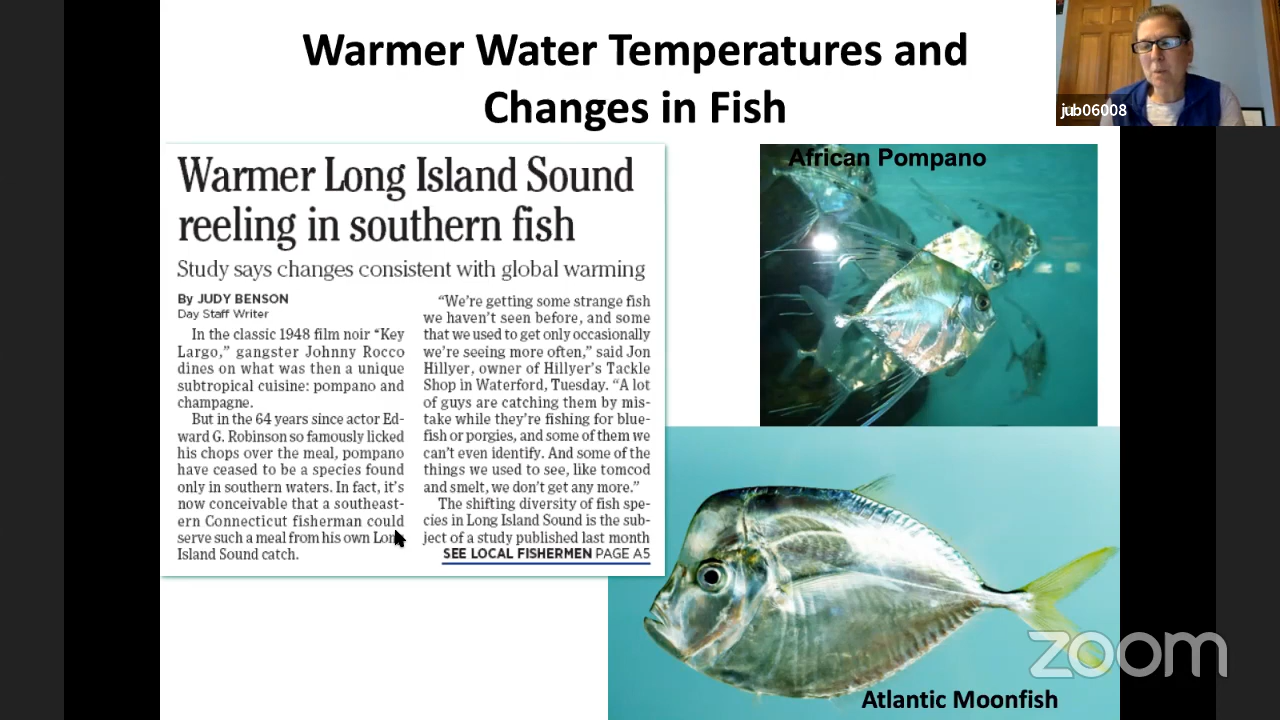 Warmer Water Temperatures and
Changes in Fish
jub06008
Warmer Long Island Sound
reeling in southern fish
Study says changes consistent with global warming
By JUDY BENSON
Day Staff Writer
In the classic 1948 film noir “Key
Largo,” gangster Johnny Rocco
dines on what was then a unique
subtropical cuisine: pompano and
champagne.
But in the 64 years since actor Ed-
ward G. Robinson so famously licked
his chops over the meal, pompano
have ceased to be a species found
only in southern waters. In fact, it’s
now conceivable that a southeast-
ern Connecticut fisherman could
serve such a meal from his own Long
Island Sound catch.
“We’re getting some strange fish
we haven’t seen before, and some
that we used to get only occasionally
we’re seeing more often,” said Jon
Hillyer, owner of Hillyer’s Tackle
Shop in Waterford, Tuesday. “A lot
of guys are catching them by mis-
take while they’re fishing for blue-
fish or porgies, and some of them we
can’t even identify. And some of the
things we used to see, like tomcod
and smelt, we don’t get any more.”
The shifting diversity of fish spe-
cies in Long Island Sound is the sub-
ject of a study published last month
SEE LOCAL FISHERMEN PAGE A5
African Pompano
Atlantic Moonfish
zoom